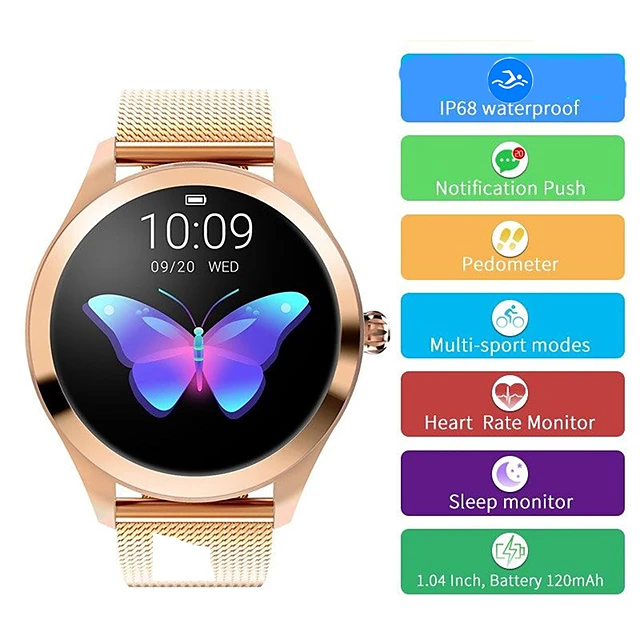 10:09
09/20 WED
IP68 waterproof
20
Notification Push
Pedometer
Multi-sport modes
Heart Rate Monitor
Sleep monitor
1.04 Inch, Battery 120mAh